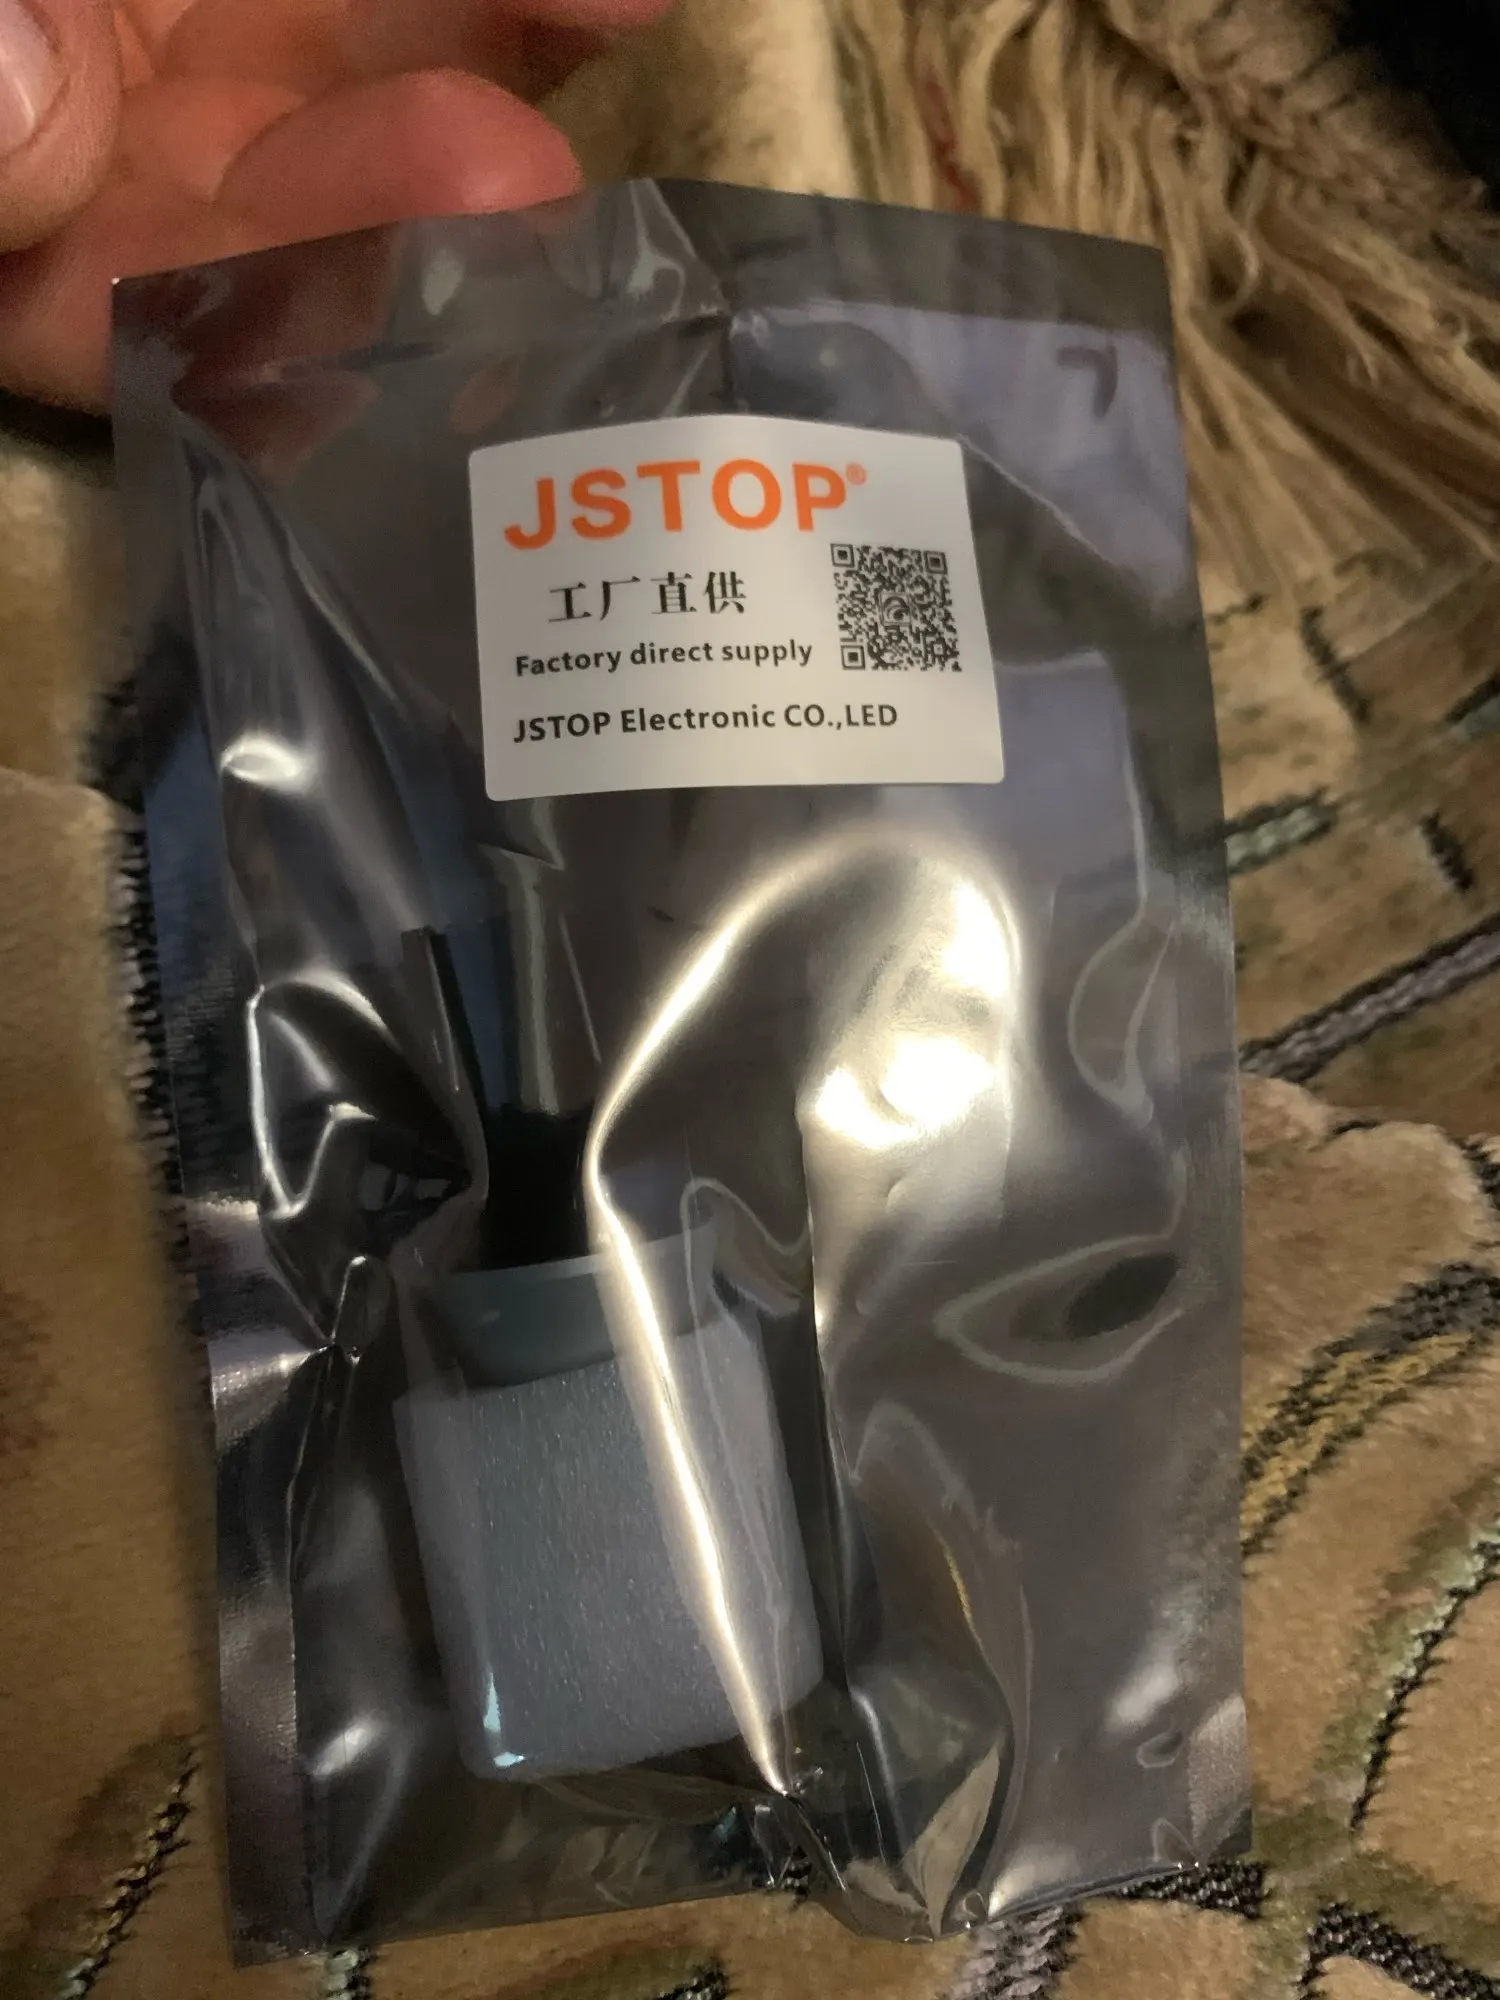 JSTOP®
工厂直供
Factory direct supply
JSTOP Electronic CO.,LED